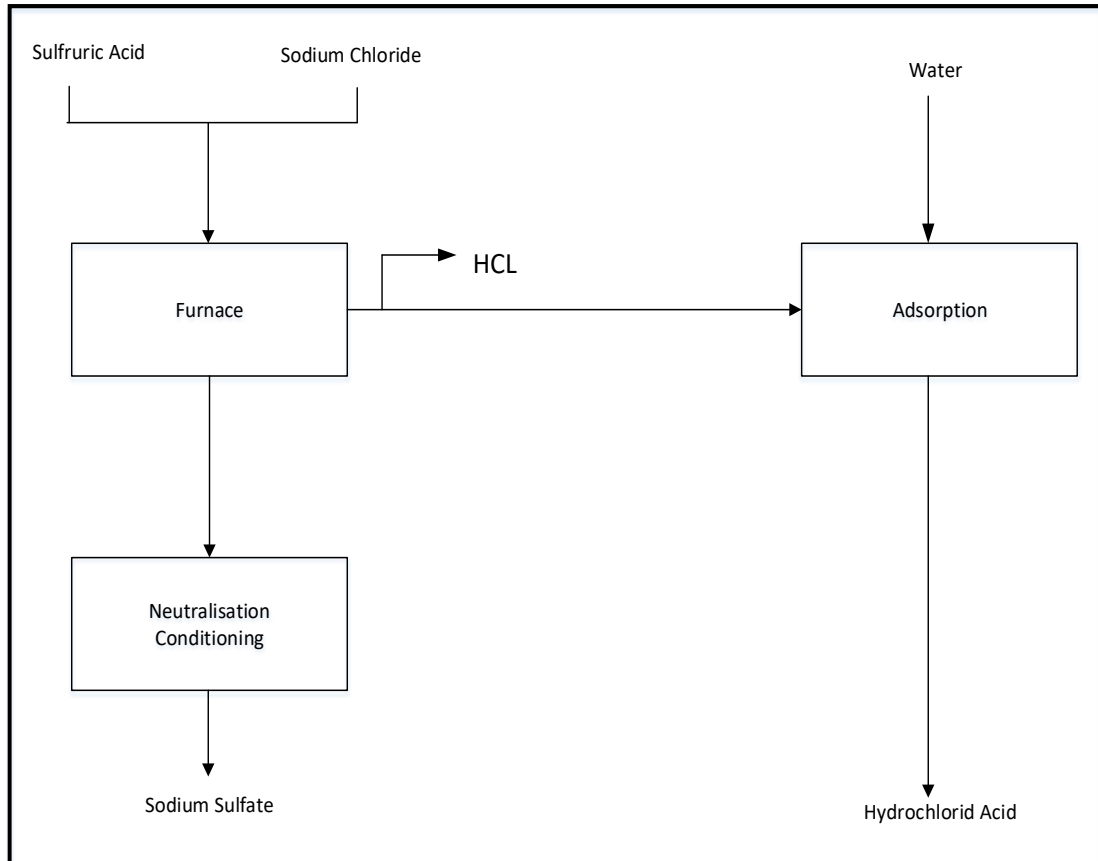 Sulfruric Acid
Sodium Chloride
Water
HCL
Furnace
Adsorption
Neutralisation
Conditioning
Sodium Sulfate
Hydrochlorid Acid